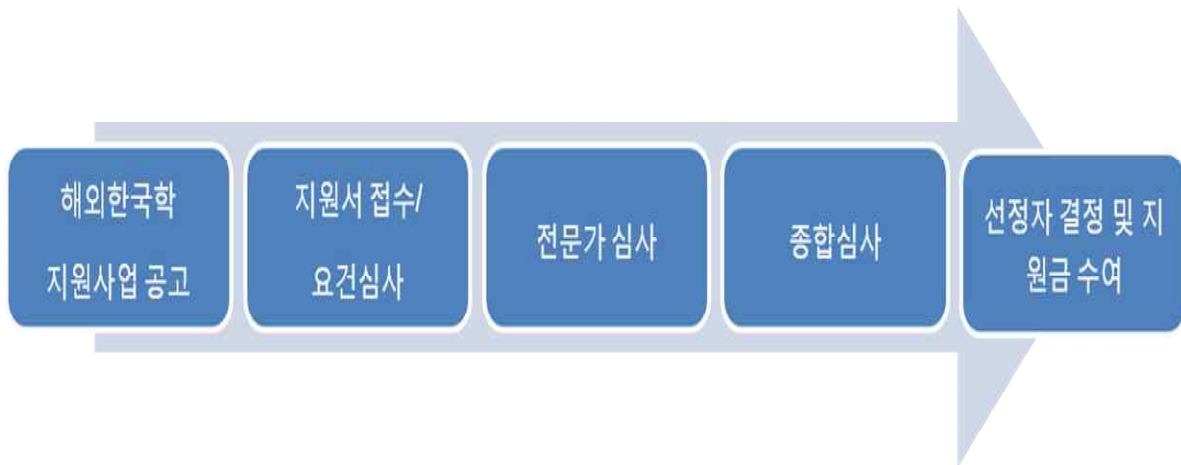 해외한국학
지원사업 공고
지원서 접수/
요건심사
전문가 심사
종합심사
선정자 결정 및 지
원금 수여